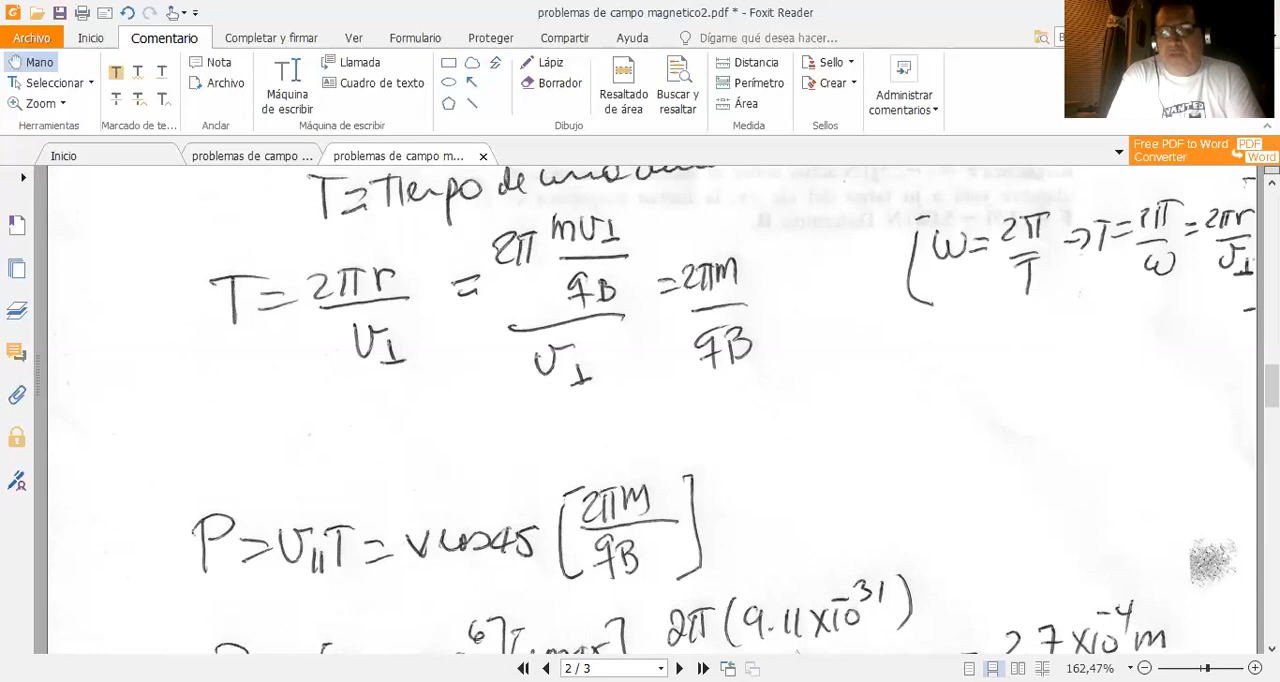 problemas de campo magnetico2.pdf * - Foxit Reader
Archivo Inicio Comentario Completar y firmar Ver Formulario Proteger Compartir Ayuda Dígame qué desea hacer...
Mano
Seleccionar
Zoom
Herramientas
T T T
T T T
Marcado de te...
Nota
Archivo
Andar
Máquina de escribir
Llamada
Cuadro de texto
Máquina de escribir
Lápiz
Borrador
Dibujo
Resaltado de área
Buscar y resaltar
Distancia
Perímetro
Área
Medida
Sello
Crear
Sellos
Administrar comentarios
Inicio
problemas de campo ...
problemas de campo m...
Free PDF to Word Converter
PDF
Word
T = Tiempo de una
T = 2πr / v⊥ = 2π mv⊥/qB / v⊥ = 2πm / qB
ω = 2π/T → T = 2π/ω = 2πr/v⊥
P = v∥T = v cos45 [2πm/qB]
2π (9.11×10⁻³¹)
2.7×10⁻⁴m
2 / 3
162,47%